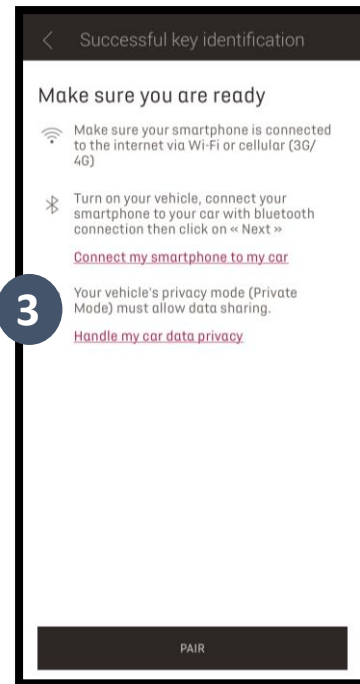 Successful key identification
Make sure you are ready
Make sure your smartphone is connected
to the internet via Wi-Fi or cellular (3G/
4G)
Turn on your vehicle, connect your
smartphone to your car with bluetooth
connection then click on « Next »
Connect my smartphone to my car
3
Your vehicle's privacy mode (Private
Mode) must allow data sharing.
Handle my car data privacy
PAIR